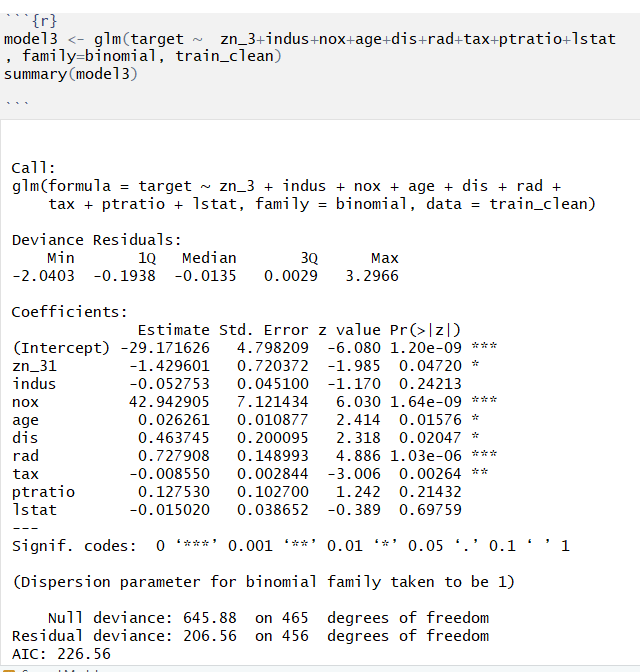 ```{r}
model3 <- glm(target ~  zn_3+indus+nox+age+dis+rad+tax+ptratio+lstat
, family=binomial, train_clean)
summary(model3)
```
Call:
glm(formula = target ~ zn_3 + indus + nox + age + dis + rad +
    tax + ptratio + lstat, family = binomial, data = train_clean)
Deviance Residuals:
    Min       1Q   Median       3Q      Max
-2.0403  -0.1938  -0.0135   0.0029   3.2966
Coefficients:
              Estimate Std. Error z value Pr(>|z|)
(Intercept) -29.171626   4.798209  -6.080 1.20e-09 ***
zn_31        -1.429601   0.720372  -1.985  0.04720 *
indus        -0.052753   0.045100  -1.170  0.24213
nox          42.942905   7.121434   6.030 1.64e-09 ***
age           0.026261   0.010877   2.414  0.01576 *
dis           0.463745   0.200095   2.318  0.02047 *
rad           0.727908   0.148993   4.886 1.03e-06 ***
tax          -0.008550   0.002844  -3.006  0.00264 **
ptratio       0.127530   0.102700   1.242  0.21432
lstat        -0.015020   0.038652  -0.389  0.69759
---
Signif. codes:  0 ‘***’ 0.001 ‘**’ 0.01 ‘*’ 0.05 ‘.’ 0.1 ‘ ’ 1
(Dispersion parameter for binomial family taken to be 1)
    Null deviance: 645.88  on 465  degrees of freedom
Residual deviance: 206.56  on 456  degrees of freedom
AIC: 226.56